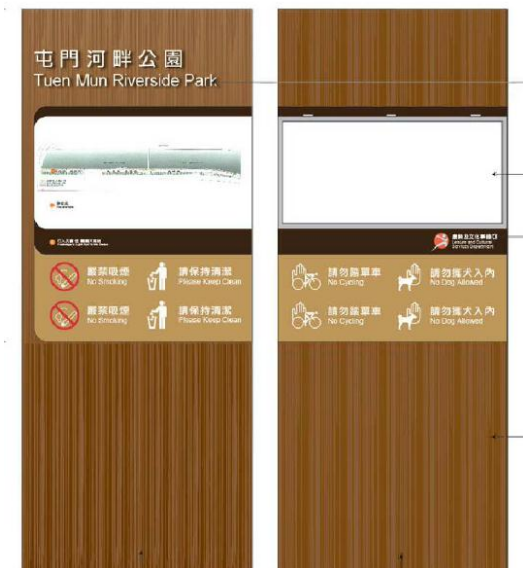 屯門河畔公園
Tuen Mun Riverside Park
康樂及文化事務署
Leisure and Cultural
Services Department
嚴禁吸煙
No Smoking
請保持清潔
Please Keep Clean
嚴禁吸煙
No Smoking
請保持清潔
Please Keep Clean
請勿踏單車
No Cycling
請勿攜犬入內
No Dog Allowed
請勿踏單車
No Cycling
請勿攜犬入內
No Dog Allowed